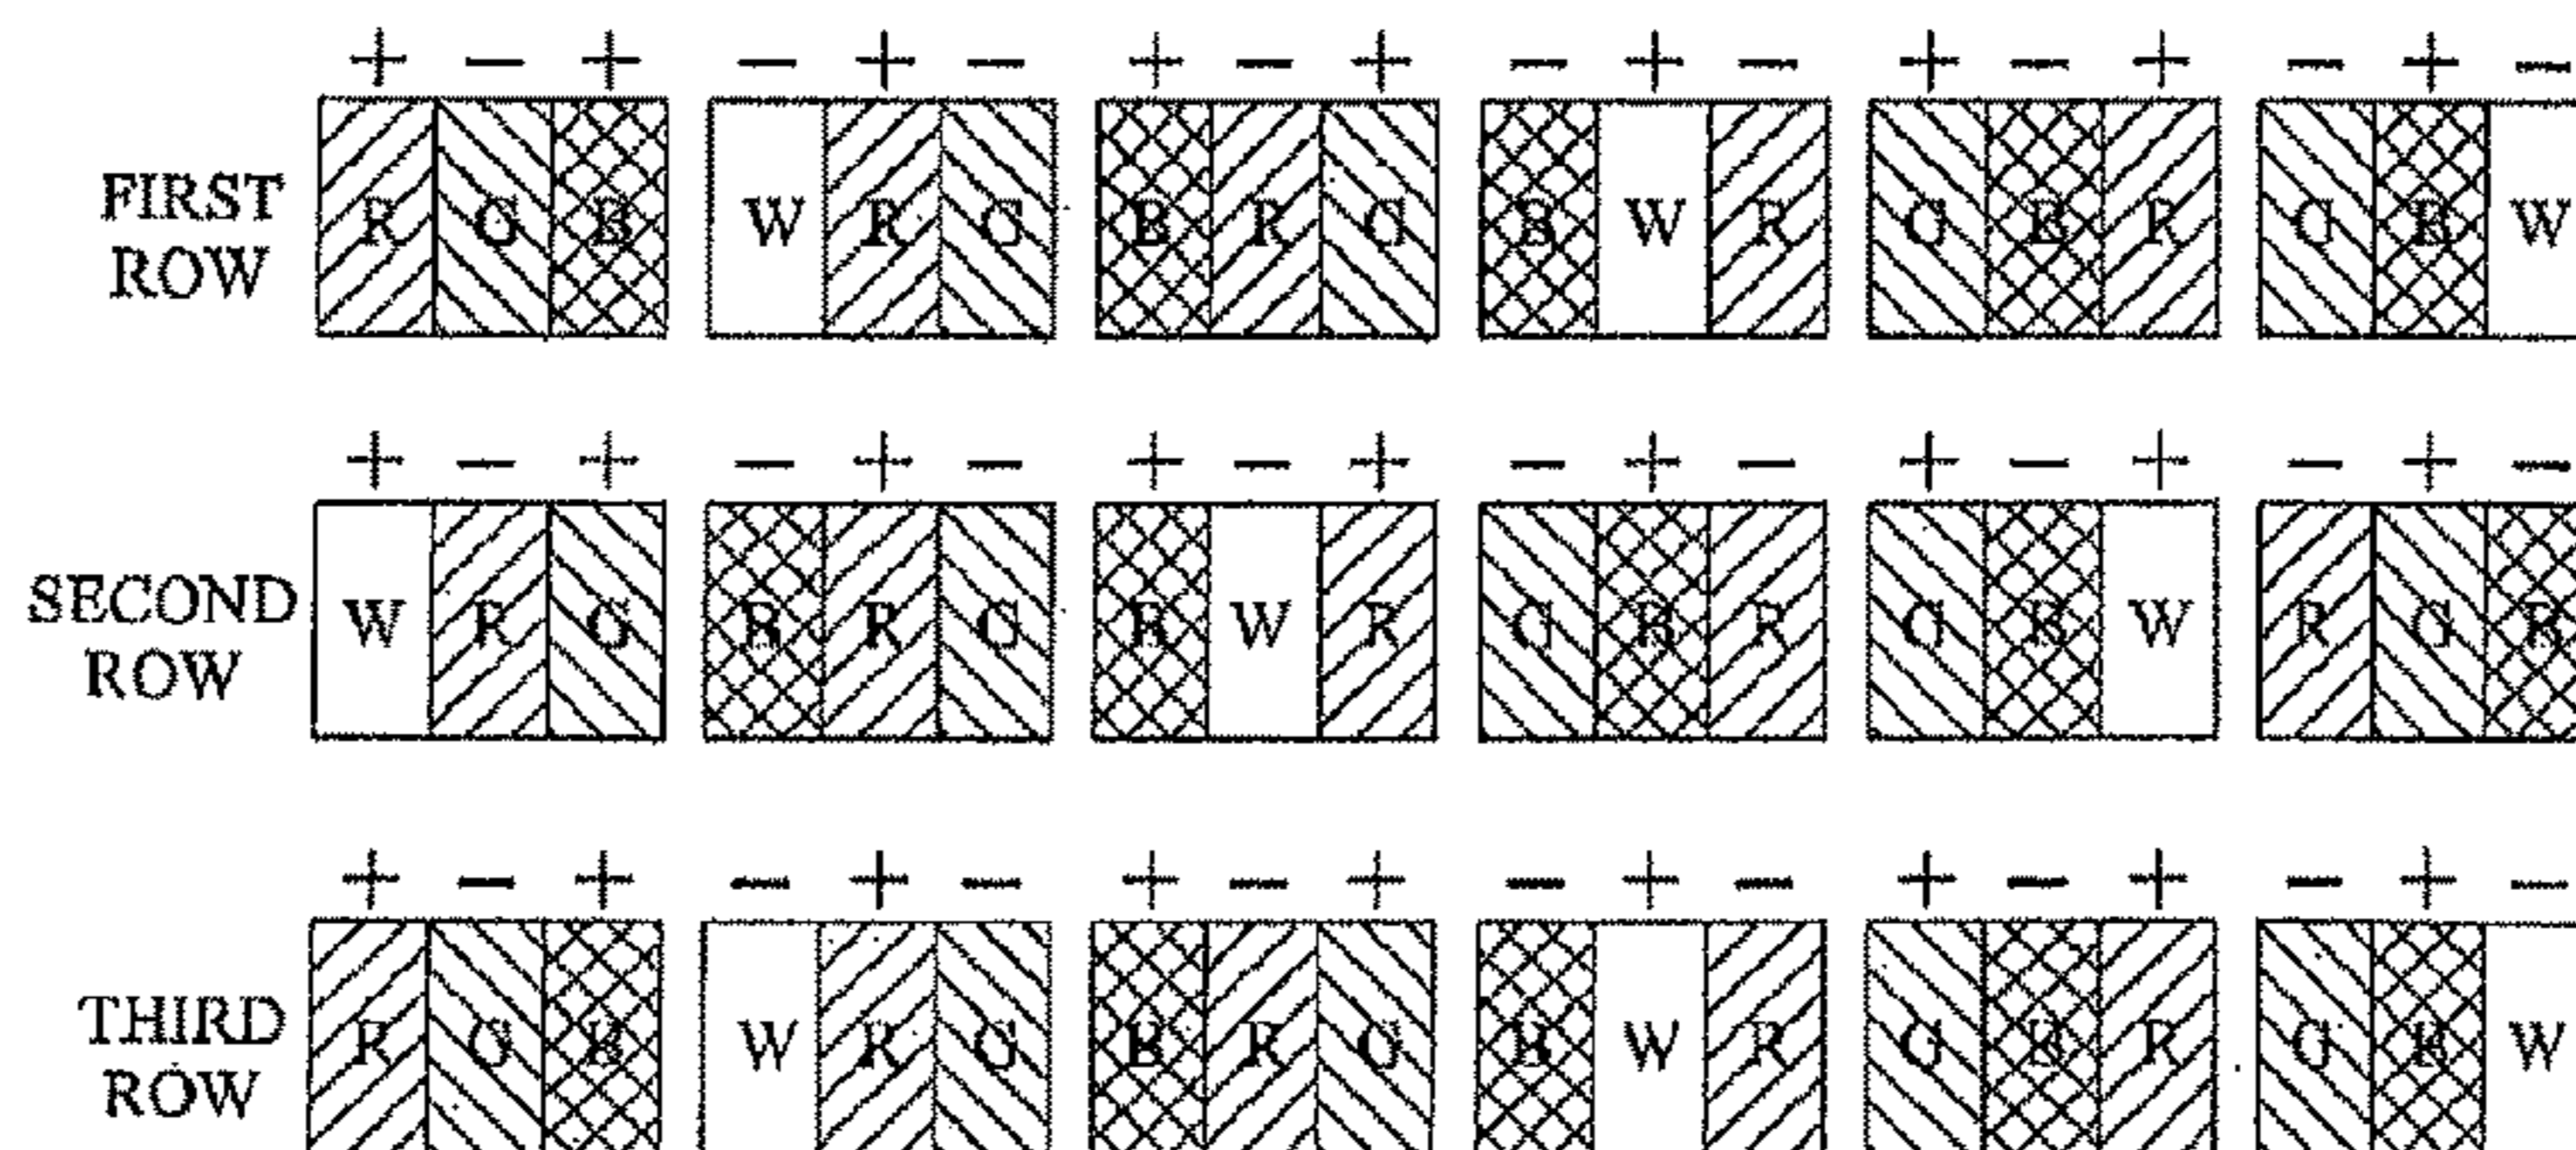 + − + − + − + − + − + − + − + − + −
FIRST ROW R G B W R G B R G B W R G B R G B W
+ − + − + − + − + − + − + − + − + −
SECOND ROW W R G B R G B W R G B R G B W R G B
+ − + − + − + − + − + − + − + − + −
THIRD ROW R G B W R G B R G B W R G B R G B W